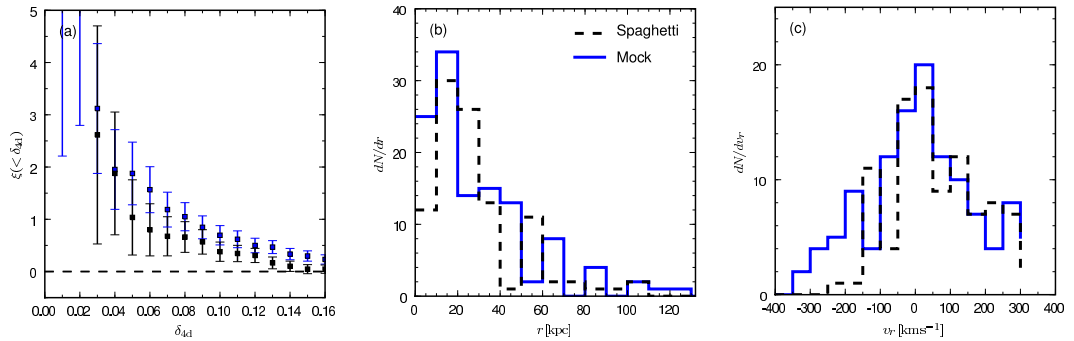 (a)
5
4
3
2
1
0
ξ(< δ4d)
0.00 0.02 0.04 0.06 0.08 0.10 0.12 0.14 0.16
δ4d
(b)
Spaghetti
Mock
40
30
20
10
0
dN/dr
0 20 40 60 80 100 120
r[kpc]
(c)
20
10
0
dN/dvr
-400 -300 -200 -100 0 100 200 300 400
vr[kms−1]